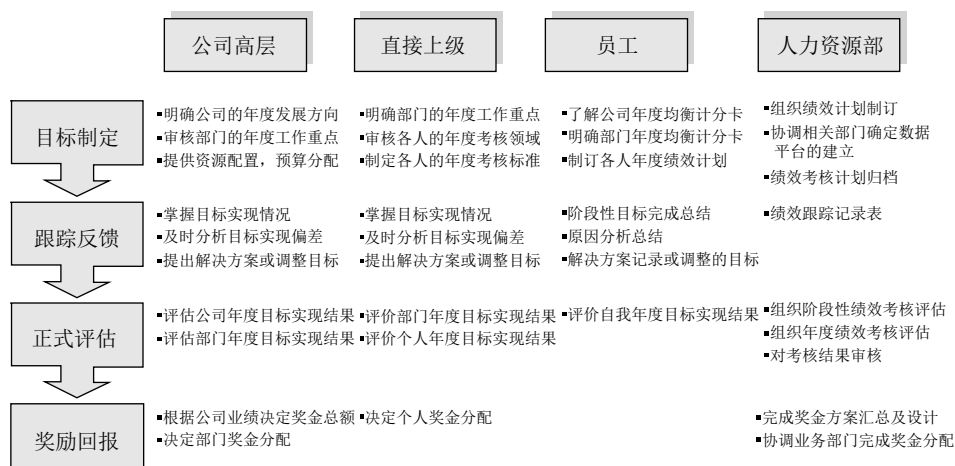 公司高层
直接上级
员工
人力资源部
目标制定
▪明确公司的年度发展方向
▪审核部门的年度工作重点
▪提供资源配置，预算分配
▪明确部门的年度工作重点
▪审核各人的年度考核领域
▪制定各人的年度考核标准
▪了解公司年度均衡计分卡
▪明确部门年度均衡计分卡
▪制订各人年度绩效计划
▪组织绩效计划制订
▪协调相关部门确定数据
平台的建立
▪绩效考核计划归档
跟踪反馈
▪掌握目标实现情况
▪及时分析目标实现偏差
▪提出解决方案或调整目标
▪掌握目标实现情况
▪及时分析目标实现偏差
▪提出解决方案或调整目标
▪阶段性目标完成总结
▪原因分析总结
▪解决方案记录或调整的目标
▪绩效跟踪记录表
正式评估
▪评估公司年度目标实现结果
▪评估部门年度目标实现结果
▪评价部门年度目标实现结果
▪评价个人年度目标实现结果
▪评价自我年度目标实现结果
▪组织阶段性绩效考核评估
▪组织年度绩效考核评估
▪对考核结果审核
奖励回报
▪根据公司业绩决定奖金总额
▪决定部门奖金分配
▪决定个人奖金分配
▪完成奖金方案汇总及设计
▪协调业务部门完成奖金分配